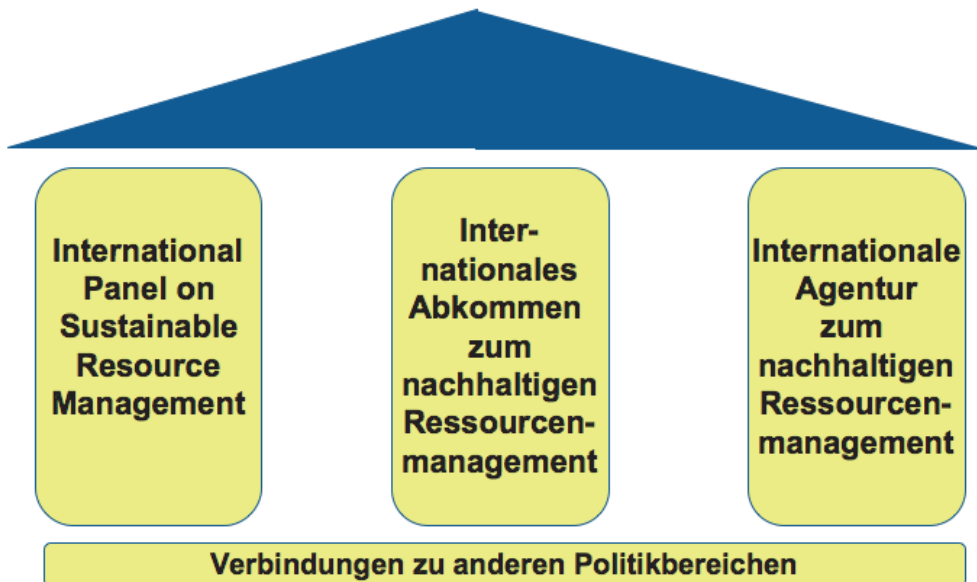 International
Panel on
Sustainable
Resource
Management
Inter-
nationales
Abkommen
zum
nachhaltigen
Ressourcen-
management
Internationale
Agentur
zum
nachhaltigen
Ressourcen-
management
Verbindungen zu anderen Politikbereichen